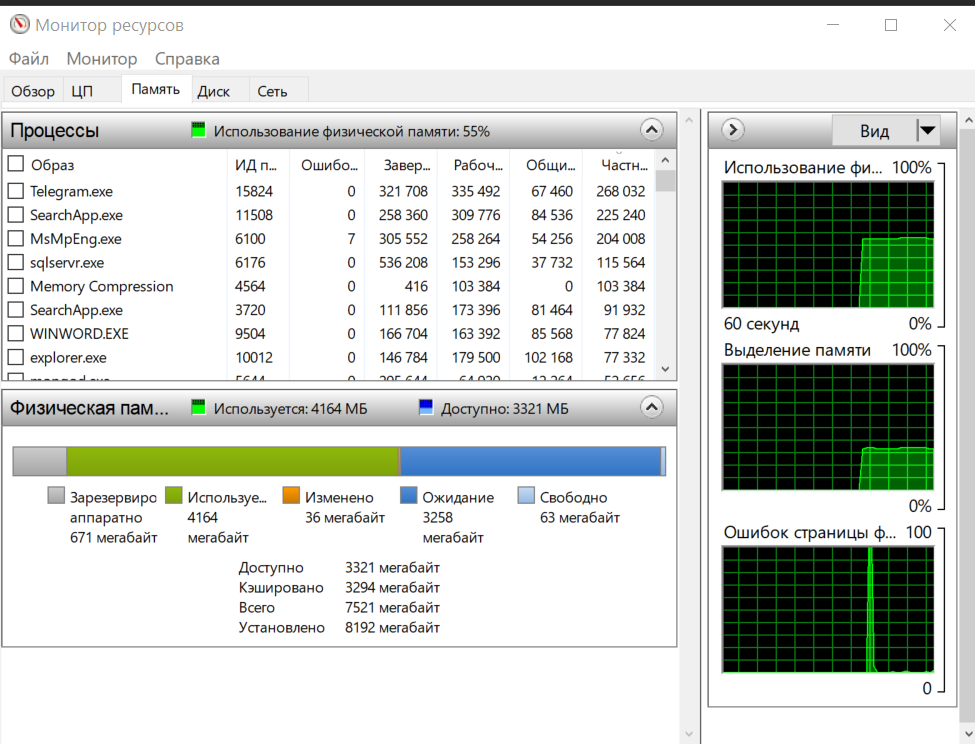 Монитор ресурсов
Файл Монитор Справка
Обзор ЦП Память Диск Сеть
Процессы Использование физической памяти: 55%
Образ ИД п... Ошибо... Завер... Рабоч... Общи... Частн...
Telegram.exe 15824 0 321 708 335 492 67 460 268 032
SearchApp.exe 11508 0 258 360 309 776 84 536 225 240
MsMpEng.exe 6100 7 305 552 258 264 54 256 204 008
sqlservr.exe 6176 0 536 208 153 296 37 732 115 564
Memory Compression 4564 0 416 103 384 0 103 384
SearchApp.exe 3720 0 111 856 173 396 81 464 91 932
WINWORD.EXE 9504 0 166 704 163 392 85 568 77 824
explorer.exe 10012 0 146 784 179 500 102 168 77 332
Физическая пам... Используется: 4164 МБ Доступно: 3321 МБ
Зарезервиро Используе... Изменено Ожидание Свободно
аппаратно 4164 36 мегабайт 3258 63 мегабайт
671 мегабайт мегабайт мегабайт
Доступно 3321 мегабайт
Кэшировано 3294 мегабайт
Всего 7521 мегабайт
Установлено 8192 мегабайт
Вид
Использование фи... 100%
60 секунд 0%
Выделение памяти 100%
0%
Ошибок страницы ф... 100
0